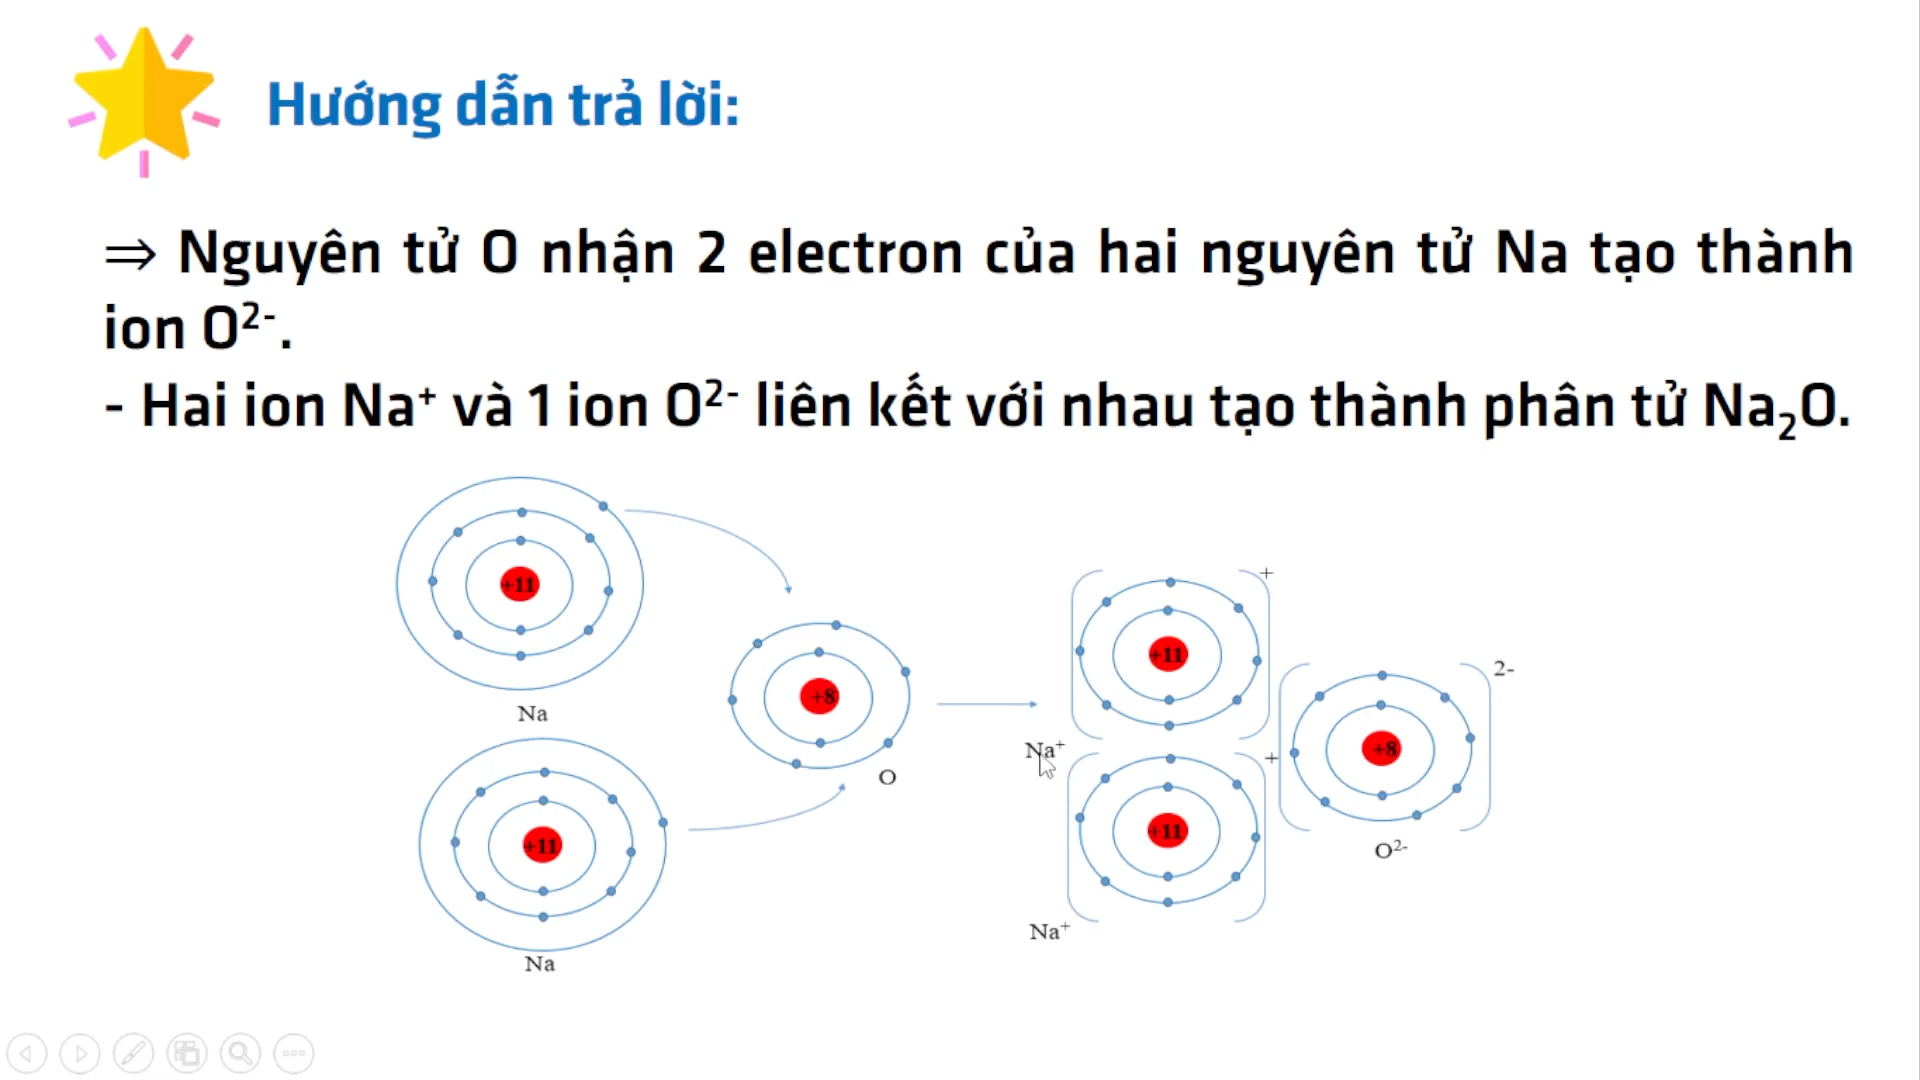 Hướng dẫn trả lời:
⇒ Nguyên tử O nhận 2 electron của hai nguyên tử Na tạo thành
ion O²⁻.
- Hai ion Na⁺ và 1 ion O²⁻ liên kết với nhau tạo thành phân tử Na₂O.
+11
Na
+11
Na
+8
O
+11
+
Na⁺
+11
+
Na⁺
+8
2-
O²⁻